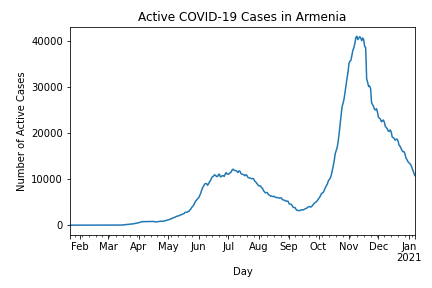 Active COVID-19 Cases in Armenia
Number of Active Cases
40000
30000
20000
10000
0
Feb Mar Apr May Jun Jul Aug Sep Oct Nov Dec Jan
2021
Day